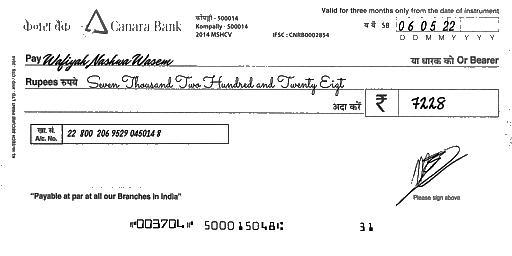 केनरा बैंक Canara Bank
कोंपल्ली - 500014
Kompally - 500014
2014 MSHCV
IFSC : CNRB0002854
Valid for three months only from the date of instrument
SB 06 05 22
D D M M Y Y Y Y
Pay Wafiyah Nashwa Wasem या धारक को Or Bearer
Rupees रुपये Seven Thousand Two Hundred and Twenty Eigt
अदा करें ₹ 7228
खा. सं.
A/c. No. 22 800 206 9529 045014 8
Please sign above
"Payable at par at all our Branches in India"
⑈003704⑈ 500015048⑆ 31